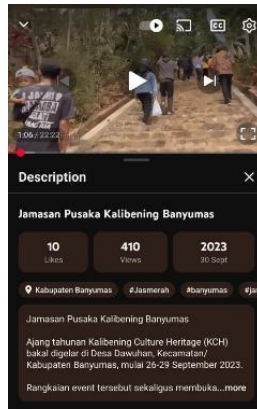 CC
1:06 / 22:22
Description
Jamasan Pusaka Kalibening Banyumas
10
Likes
410
Views
2023
30 Sept
Kabupaten Banyumas
#Jasmerah
#banyumas
#ja
Jamasan Pusaka Kalibening Banyumas
Ajang tahunan Kalibening Culture Heritage (KCH)
bakal digelar di Desa Dawuhan, Kecamatan/
Kabupaten Banyumas, mulai 26-29 September 2023.
Rangkaian event tersebut sekaligus membuka...more